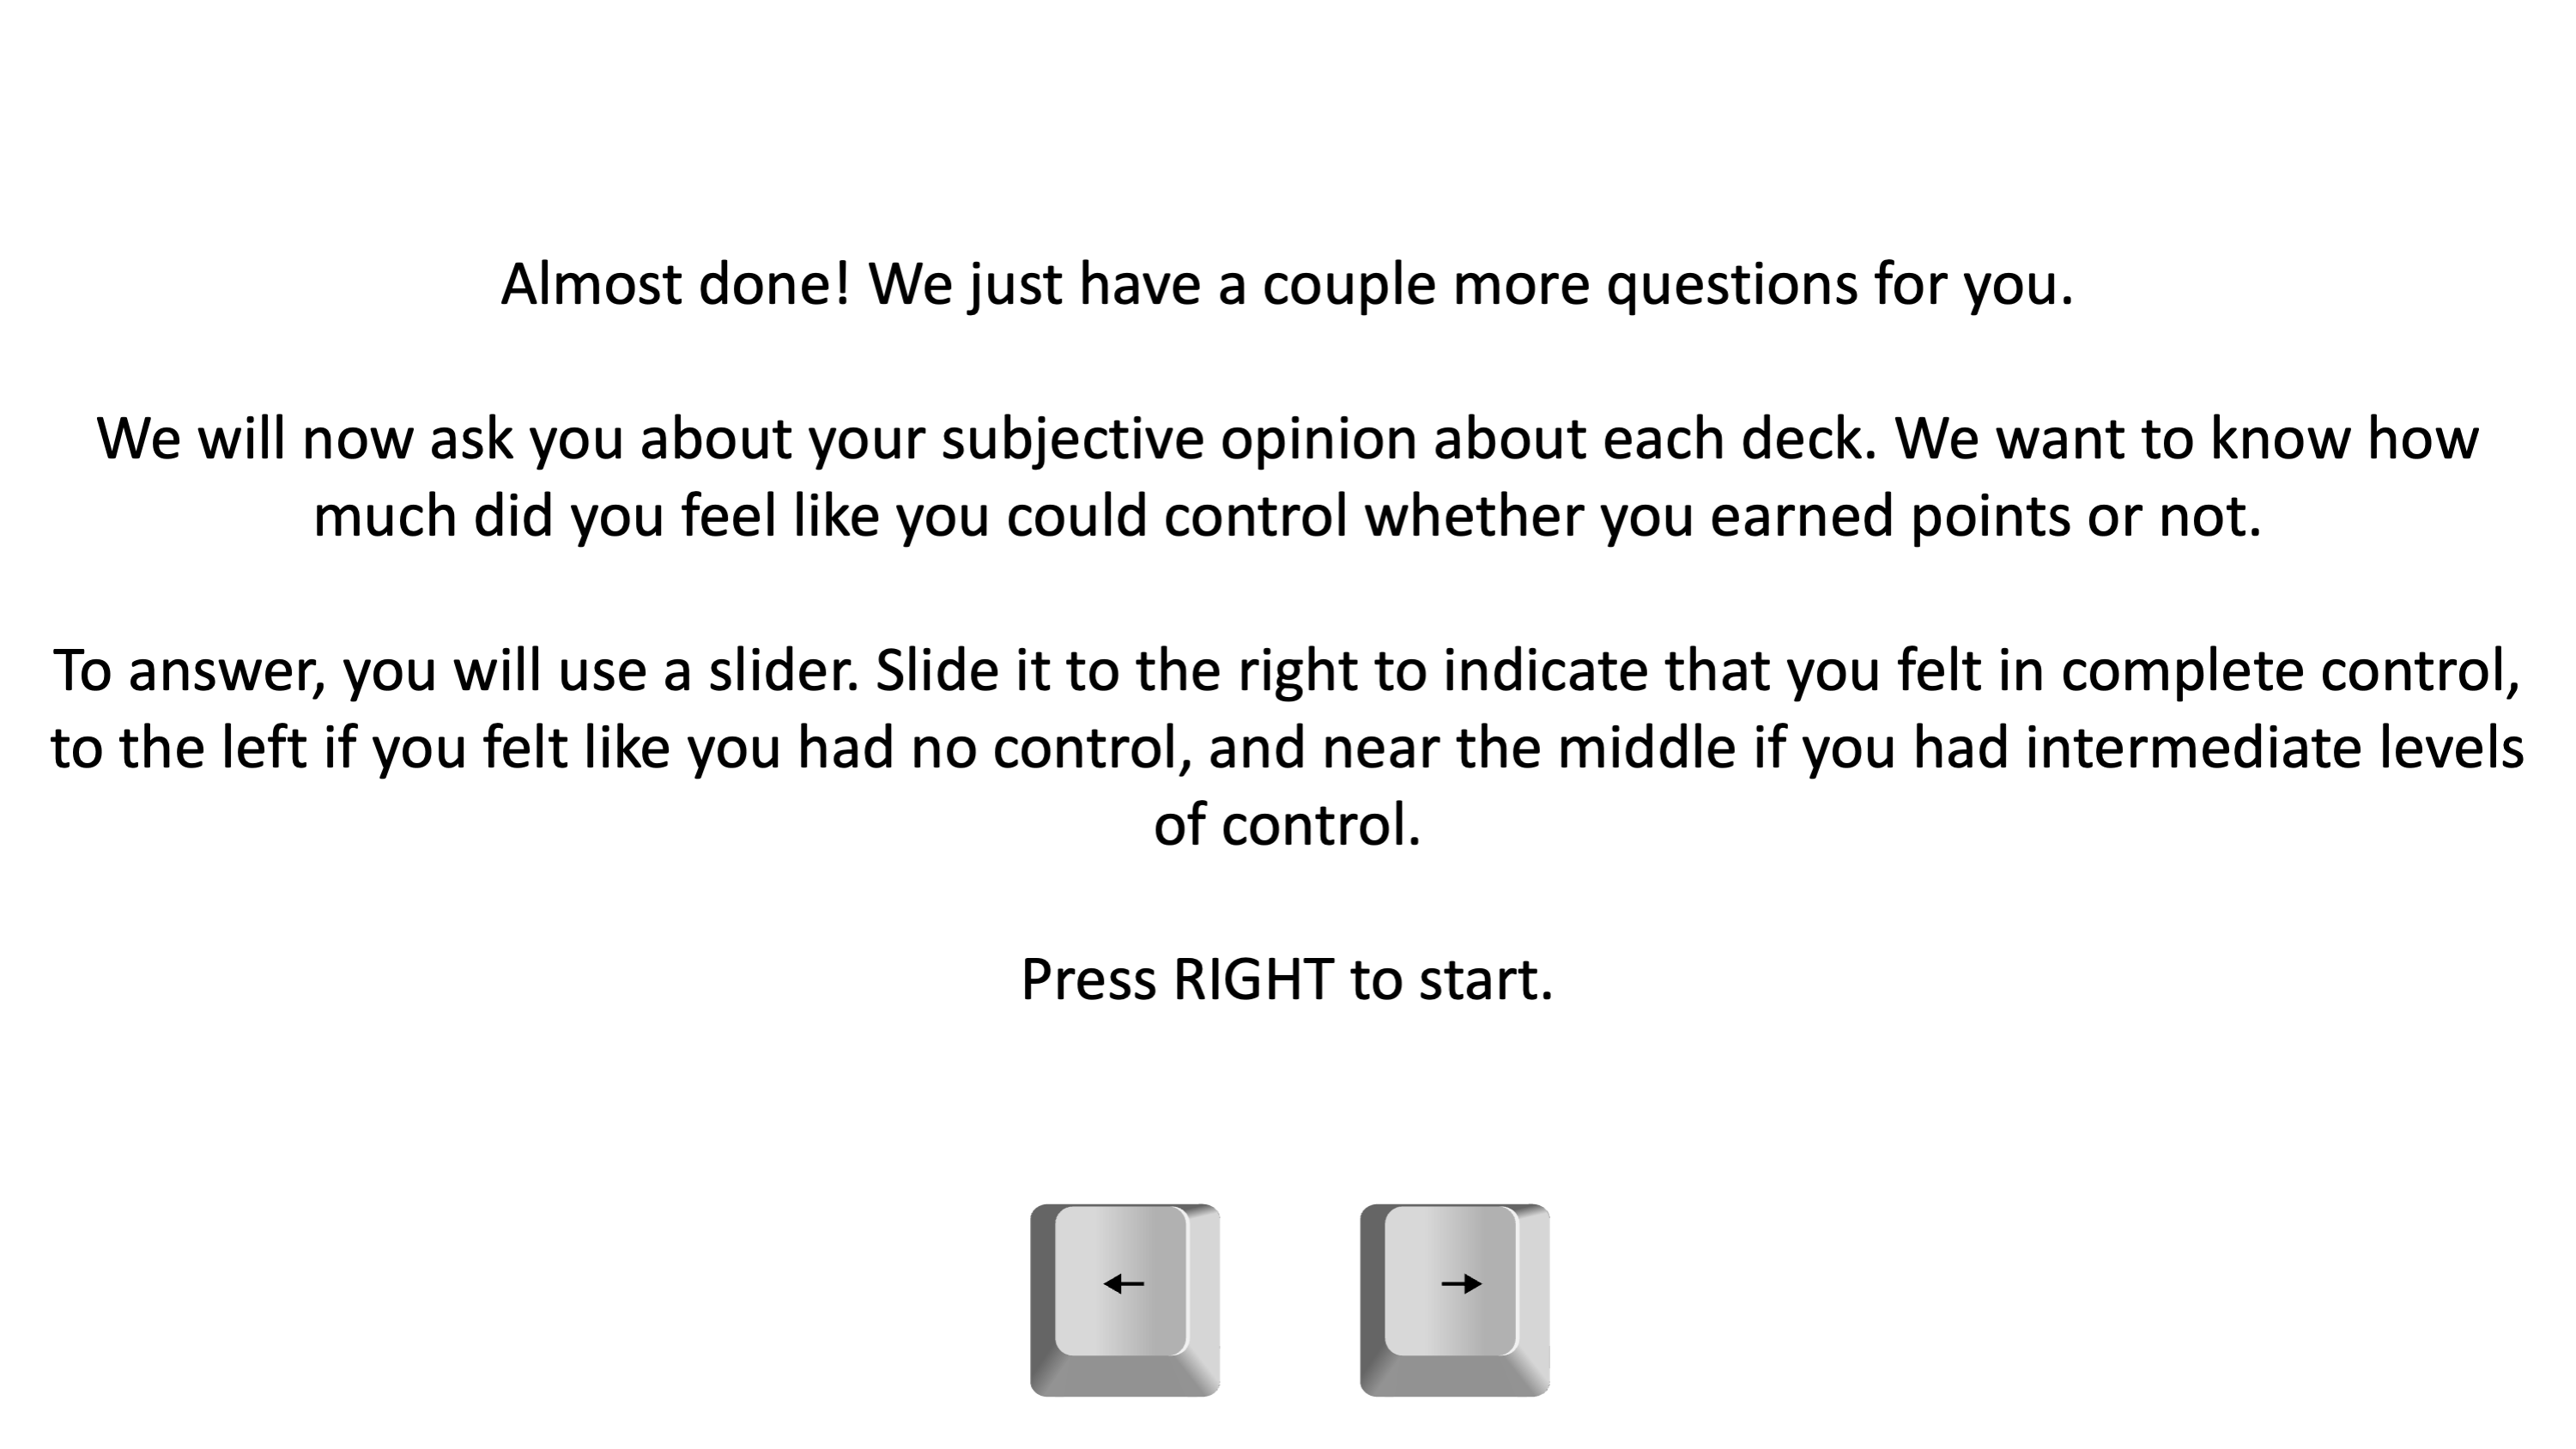 Almost done! We just have a couple more questions for you.
We will now ask you about your subjective opinion about each deck. We want to know how
much did you feel like you could control whether you earned points or not.
To answer, you will use a slider. Slide it to the right to indicate that you felt in complete control,
to the left if you felt like you had no control, and near the middle if you had intermediate levels
of control.
Press RIGHT to start.